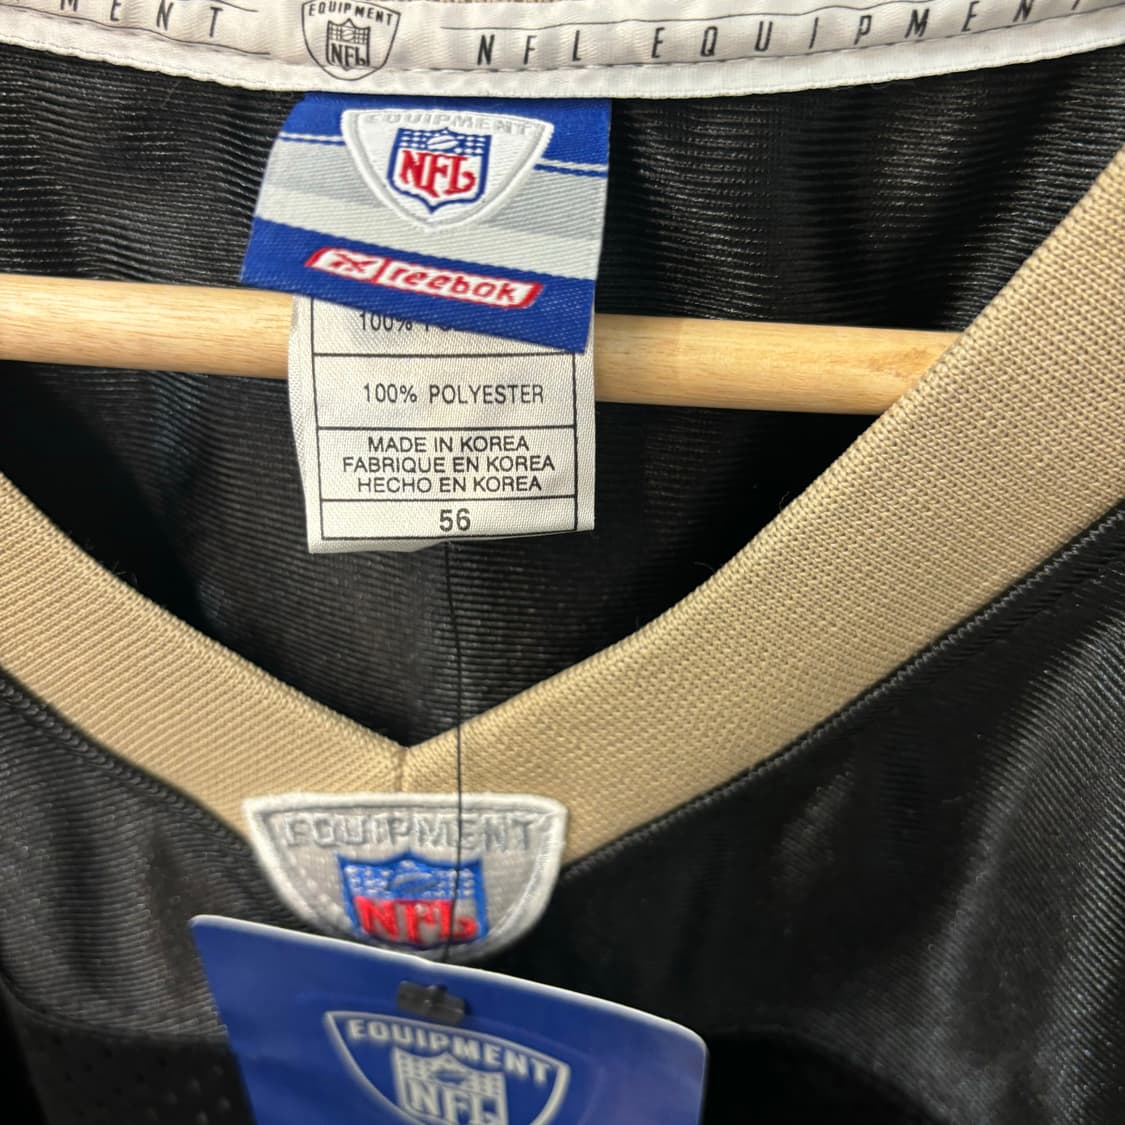 MENT
EQUIPMENT
NFL
NFL EQUIPMENT
EQUIPMENT
NFL
reebok
100%
100% POLYESTER
MADE IN KOREA
FABRIQUE EN KOREA
HECHO EN KOREA
56
EQUIPMENT
NFL
EQUIPMENT
NFL